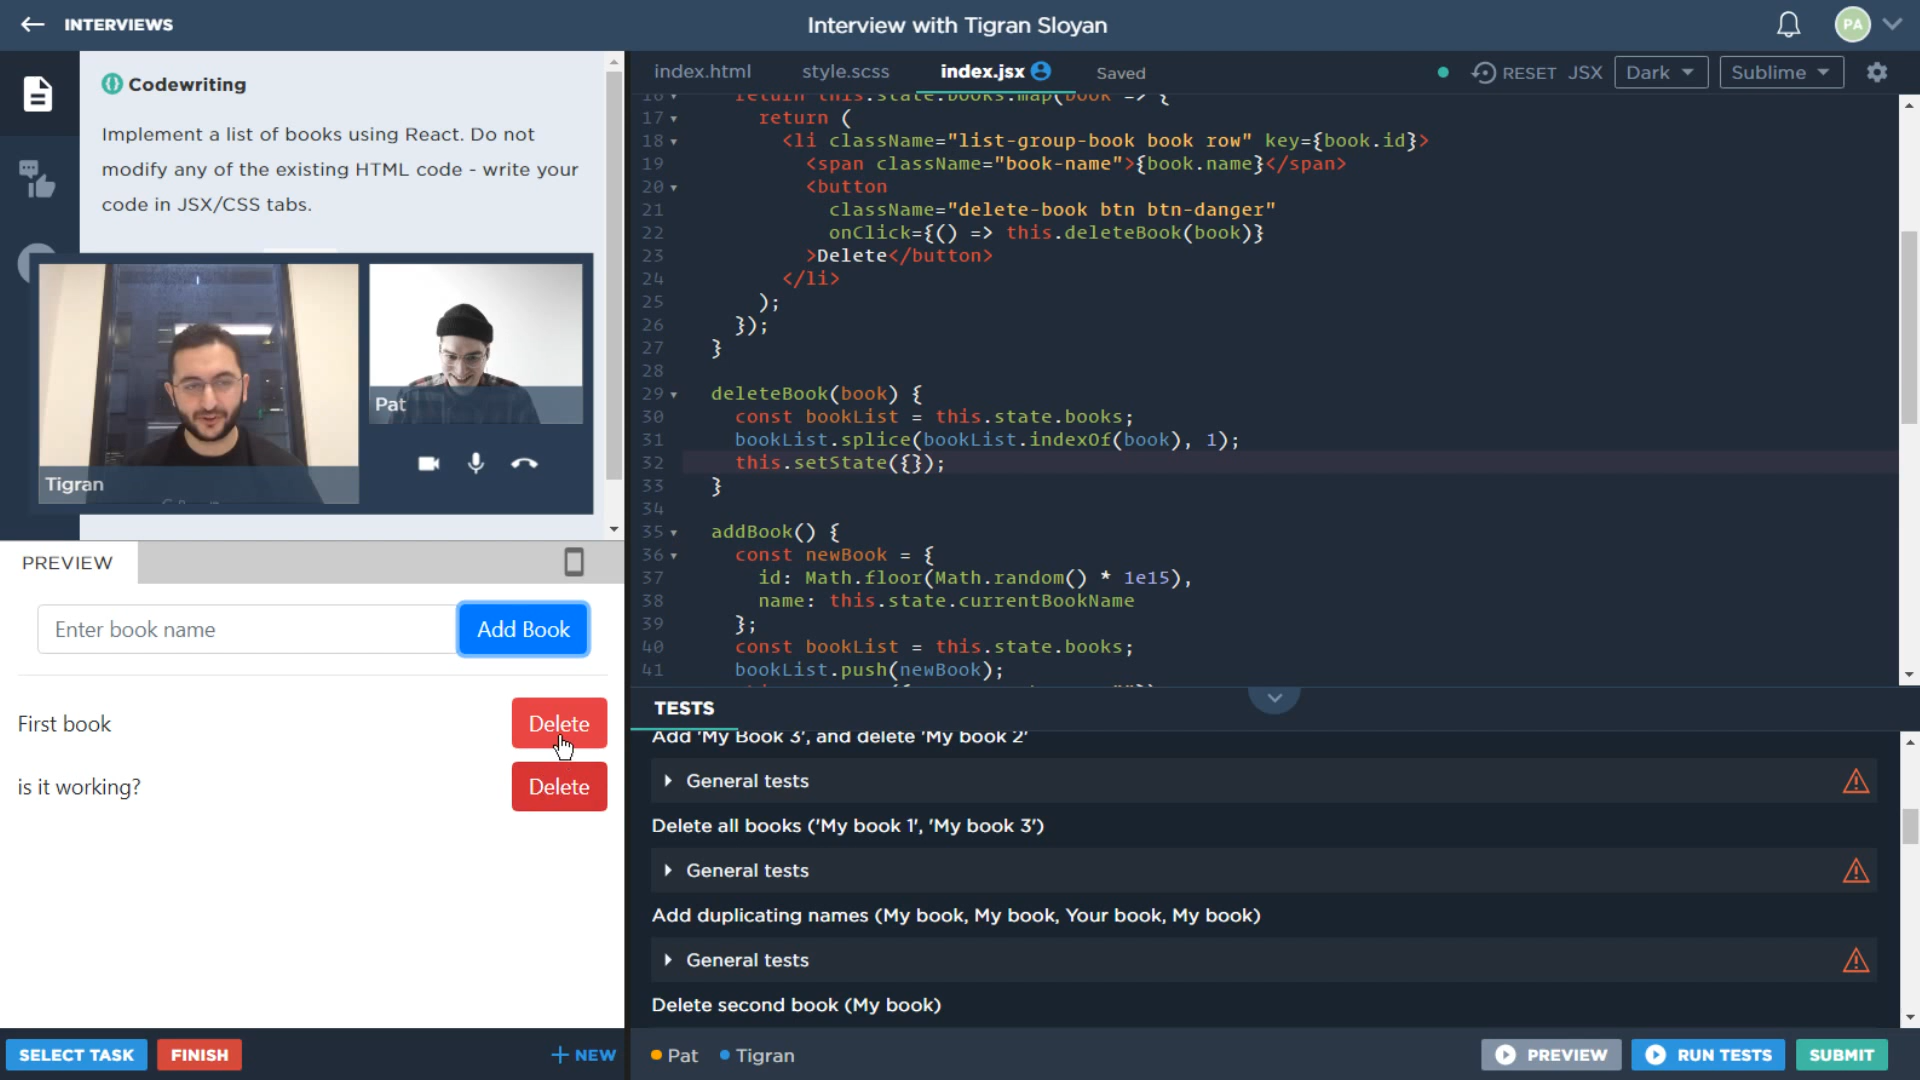 INTERVIEWS
Interview with Tigran Sloyan
PA
Codewriting
Implement a list of books using React. Do not
modify any of the existing HTML code - write your
code in JSX/CSS tabs.
Tigran
Pat
PREVIEW
Enter book name
Add Book
First book
Delete
is it working?
Delete
SELECT TASK
FINISH
+ NEW
index.html style.scss index.jsx Saved
RESET JSX Dark Sublime
return this.state.books.map(book => {
17 return (
18 <li className="list-group-book book row" key={book.id}>
19 <span className="book-name">{book.name}</span>
20 <button
21 className="delete-book btn btn-danger"
22 onClick={() => this.deleteBook(book)}
23 >Delete</button>
24 </li>
25 );
26 });
27 }
28
29 deleteBook(book) {
30 const bookList = this.state.books;
31 bookList.splice(bookList.indexOf(book), 1);
32 this.setState({});
33 }
34
35 addBook() {
36 const newBook = {
37 id: Math.floor(Math.random() * 1e15),
38 name: this.state.currentBookName
39 };
40 const bookList = this.state.books;
41 bookList.push(newBook);
TESTS
Add 'My Book 3', and delete 'My book 2'
General tests
Delete all books ('My book 1', 'My book 3')
General tests
Add duplicating names (My book, My book, Your book, My book)
General tests
Delete second book (My book)
Pat Tigran
PREVIEW
RUN TESTS
SUBMIT